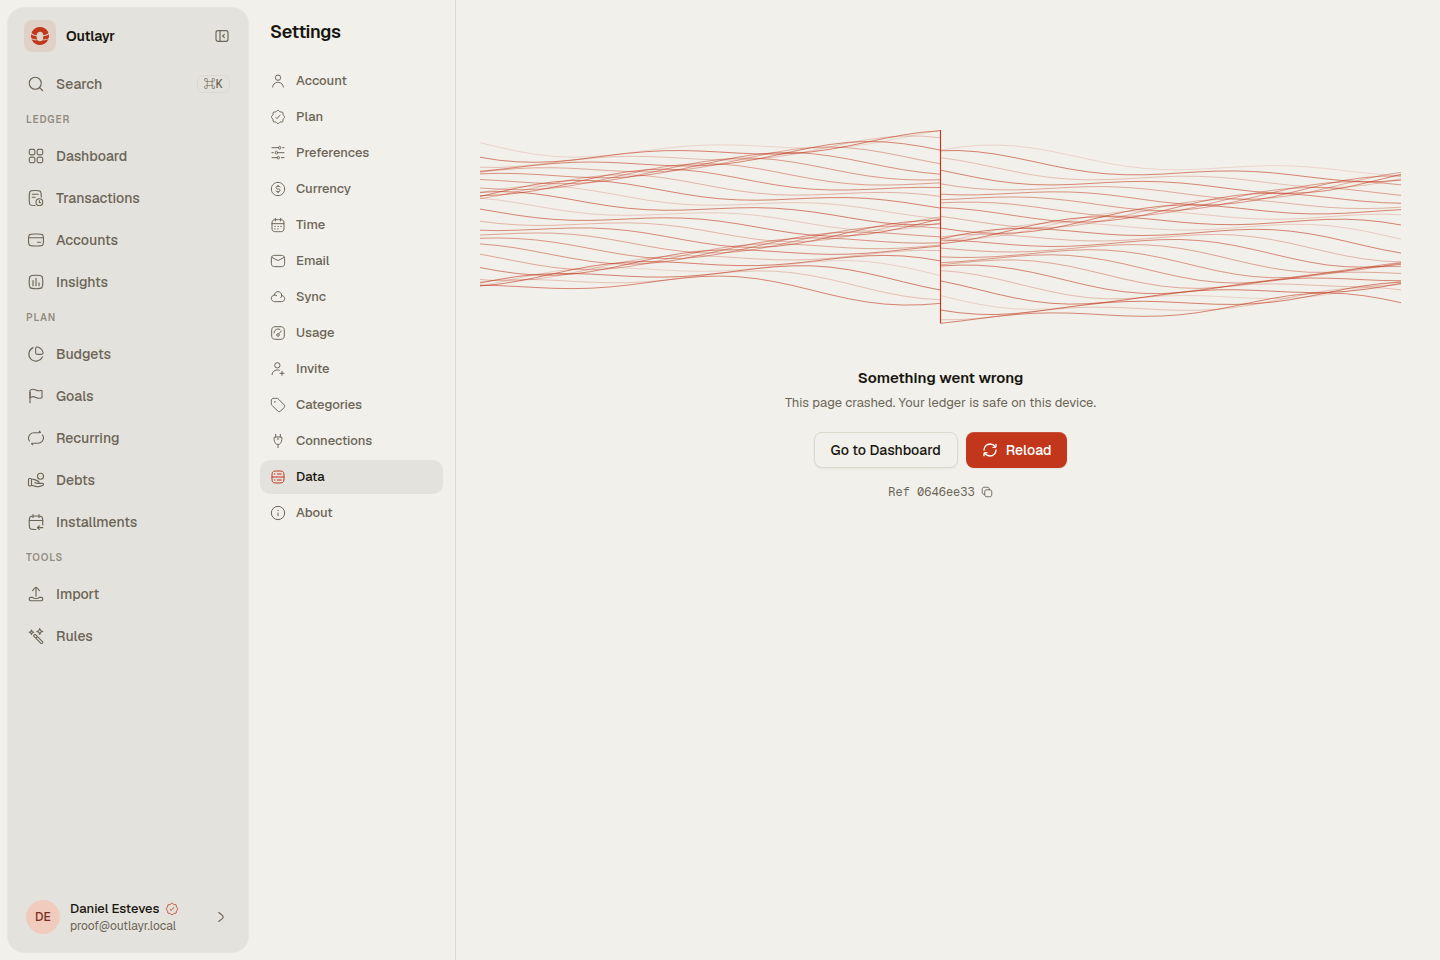 Outlayr
Search ⌘K
LEDGER
Dashboard
Transactions
Accounts
Insights
PLAN
Budgets
Goals
Recurring
Debts
Installments
TOOLS
Import
Rules
DE
Daniel Esteves
proof@outlayr.local
Settings
Account
Plan
Preferences
Currency
Time
Email
Sync
Usage
Invite
Categories
Connections
Data
About
Something went wrong
This page crashed. Your ledger is safe on this device.
Go to Dashboard Reload
Ref 0646ee33